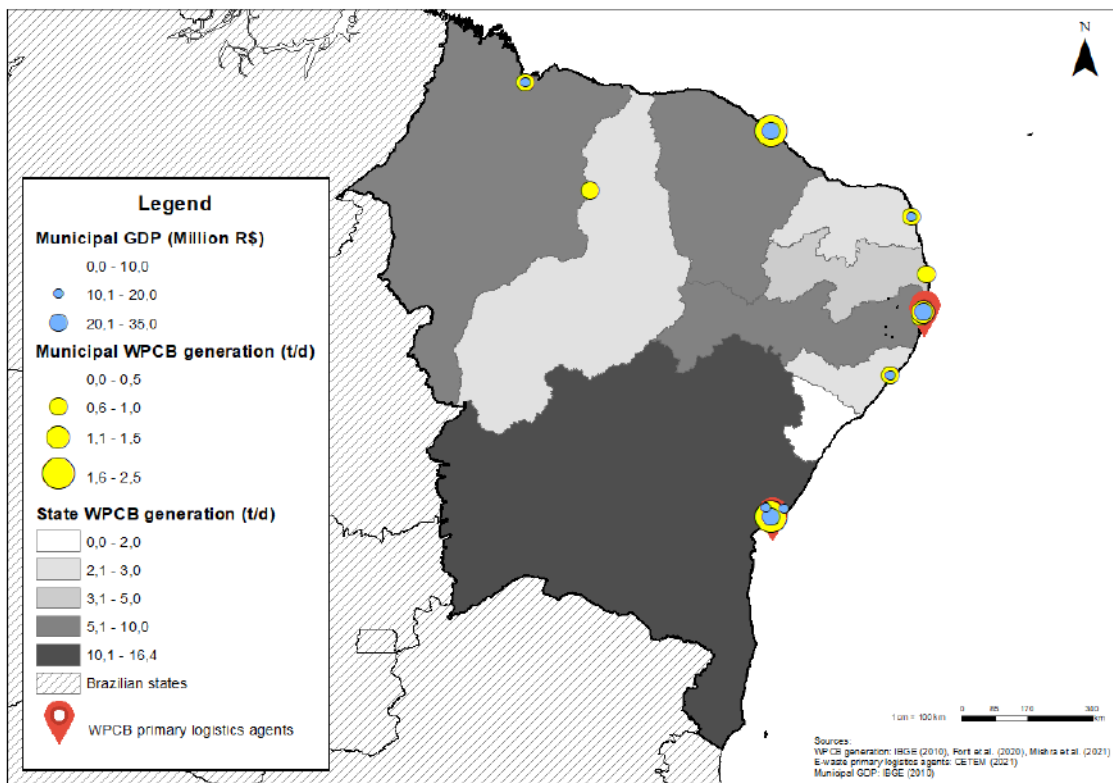 N
Legend
Municipal GDP (Million R$)
0,0 - 10,0
10,1 - 20,0
20,1 - 35,0
Municipal WPCB generation (t/d)
0,0 - 0,5
0,6 - 1,0
1,1 - 1,5
1,6 - 2,5
State WPCB generation (t/d)
0,0 - 2,0
2,1 - 3,0
3,1 - 5,0
5,1 - 10,0
10,1 - 16,4
Brazilian states
WPCB primary logistics agents
1 cm = 100 km
0 85 170 340
km
Sources:
WPCB generation: IBGE (2010), Fort et al. (2020), Mishra et al. (2021)
E-waste primary logistics agents: CETEM (2021)
Municipal GDP: IBGE (2010)